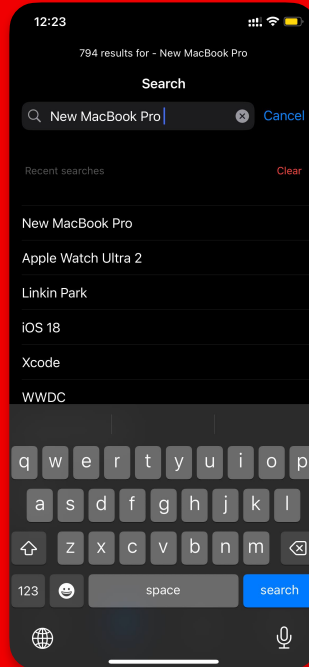 12:23
794 results for - New MacBook Pro
Search
New MacBook Pro
Cancel
Recent searches
Clear
New MacBook Pro
Apple Watch Ultra 2
Linkin Park
iOS 18
Xcode
WWDC
q w e r t y u i o p
a s d f g h j k l
z x c v b n m
123 space search